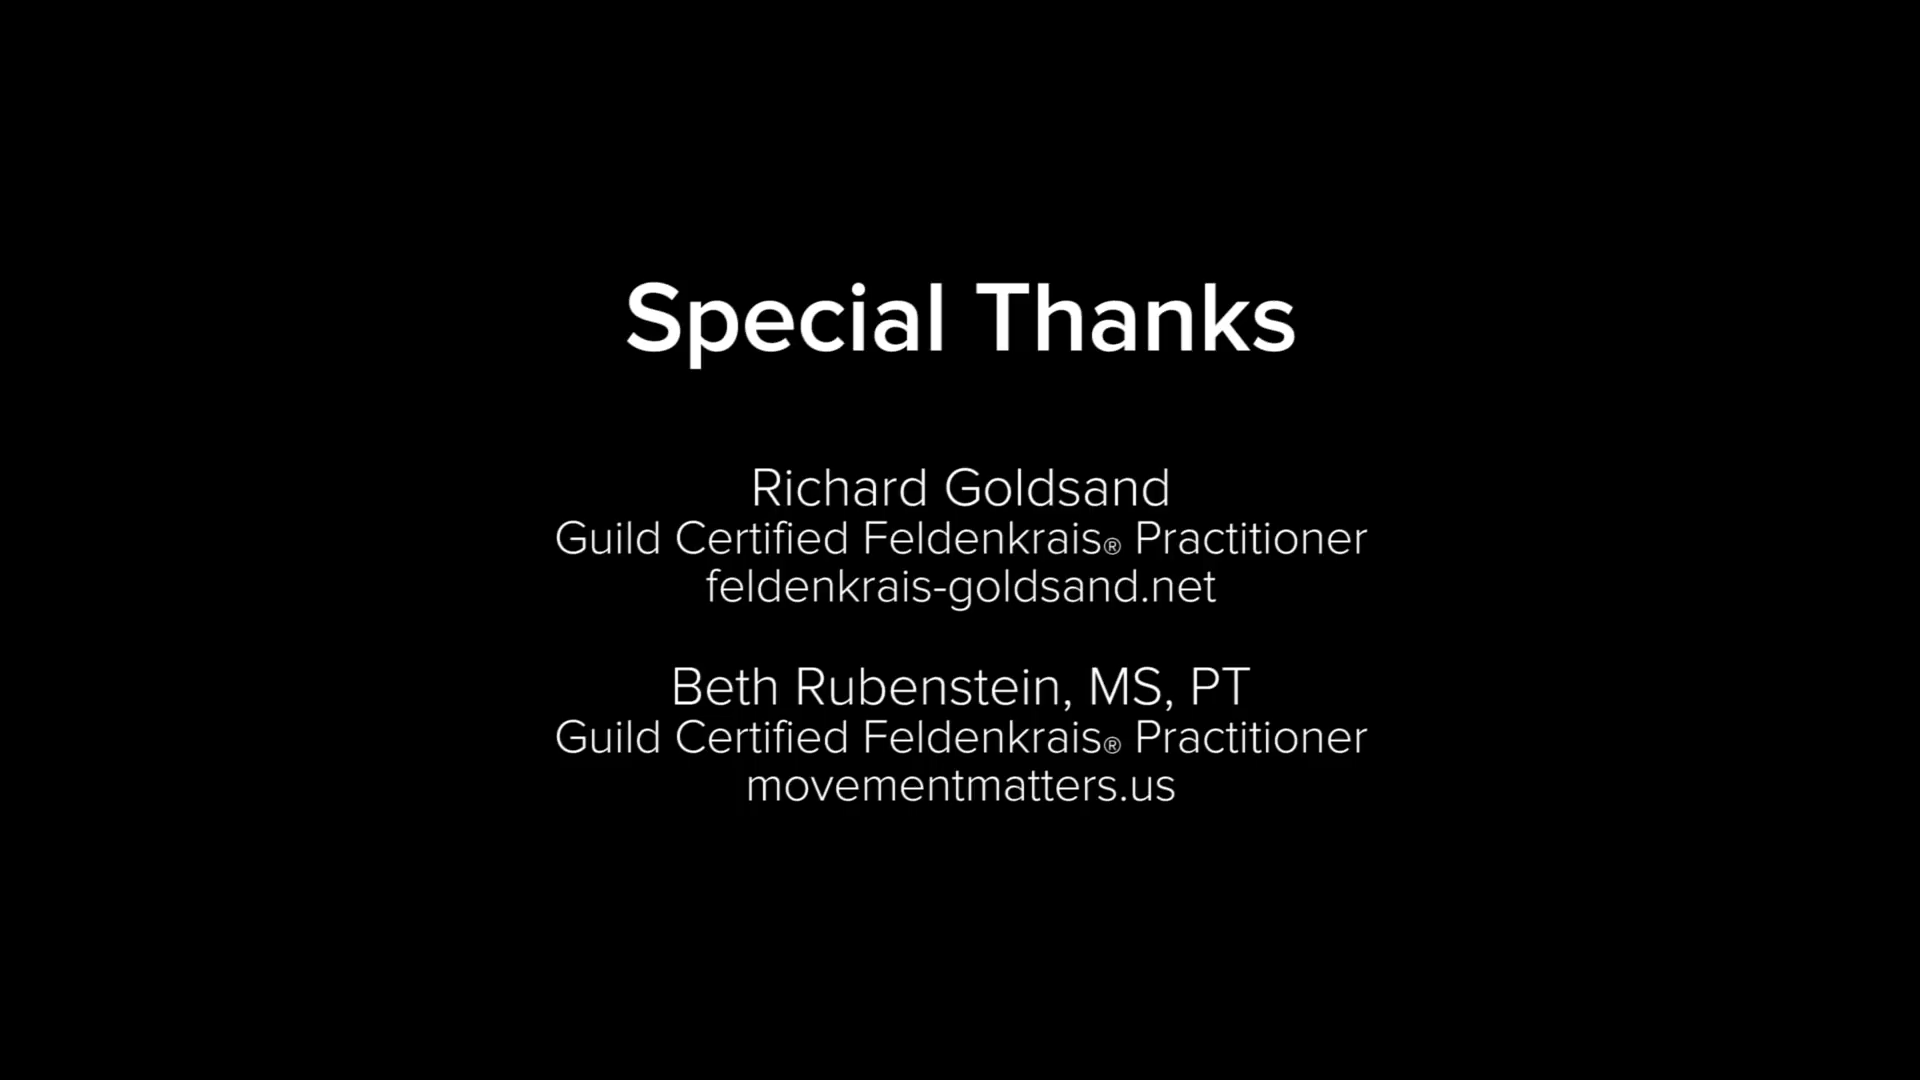 Special Thanks
Richard Goldsand
Guild Certified Feldenkrais® Practitioner
feldenkrais-goldsand.net
Beth Rubenstein, MS, PT
Guild Certified Feldenkrais® Practitioner
movementmatters.us